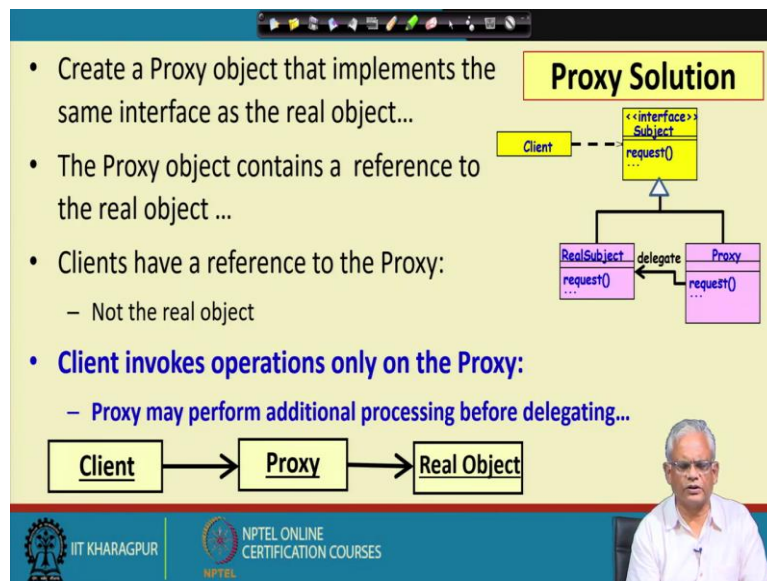 • Create a Proxy object that implements the
same interface as the real object...
• The Proxy object contains a reference to
the real object ...
• Clients have a reference to the Proxy:
– Not the real object
• Client invokes operations only on the Proxy:
– Proxy may perform additional processing before delegating...
Proxy Solution
<<interface>>
Subject
request()
...
Client
RealSubject
request()
...
delegate
Proxy
request()
...
Client
Proxy
Real Object
IIT KHARAGPUR
NPTEL
NPTEL ONLINE
CERTIFICATION COURSES